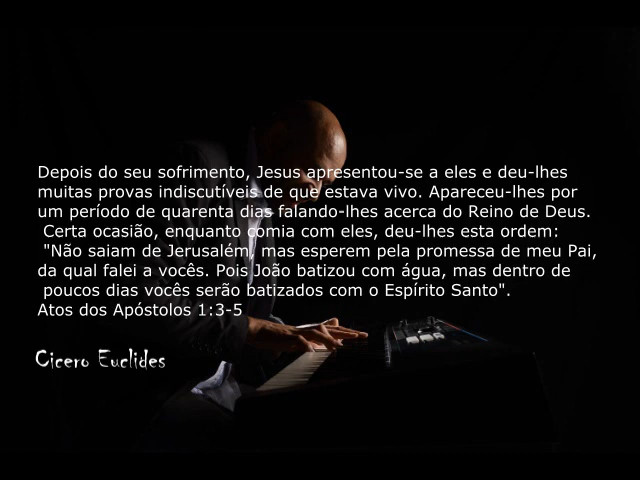 Depois do seu sofrimento, Jesus apresentou-se a eles e deu-lhes
muitas provas indiscutíveis de que estava vivo. Apareceu-lhes por
um período de quarenta dias falando-lhes acerca do Reino de Deus.
Certa ocasião, enquanto comia com eles, deu-lhes esta ordem:
"Não saiam de Jerusalém, mas esperem pela promessa de meu Pai,
da qual falei a vocês. Pois João batizou com água, mas dentro de
poucos dias vocês serão batizados com o Espírito Santo".
Atos dos Apóstolos 1:3-5
Cicero Euclides